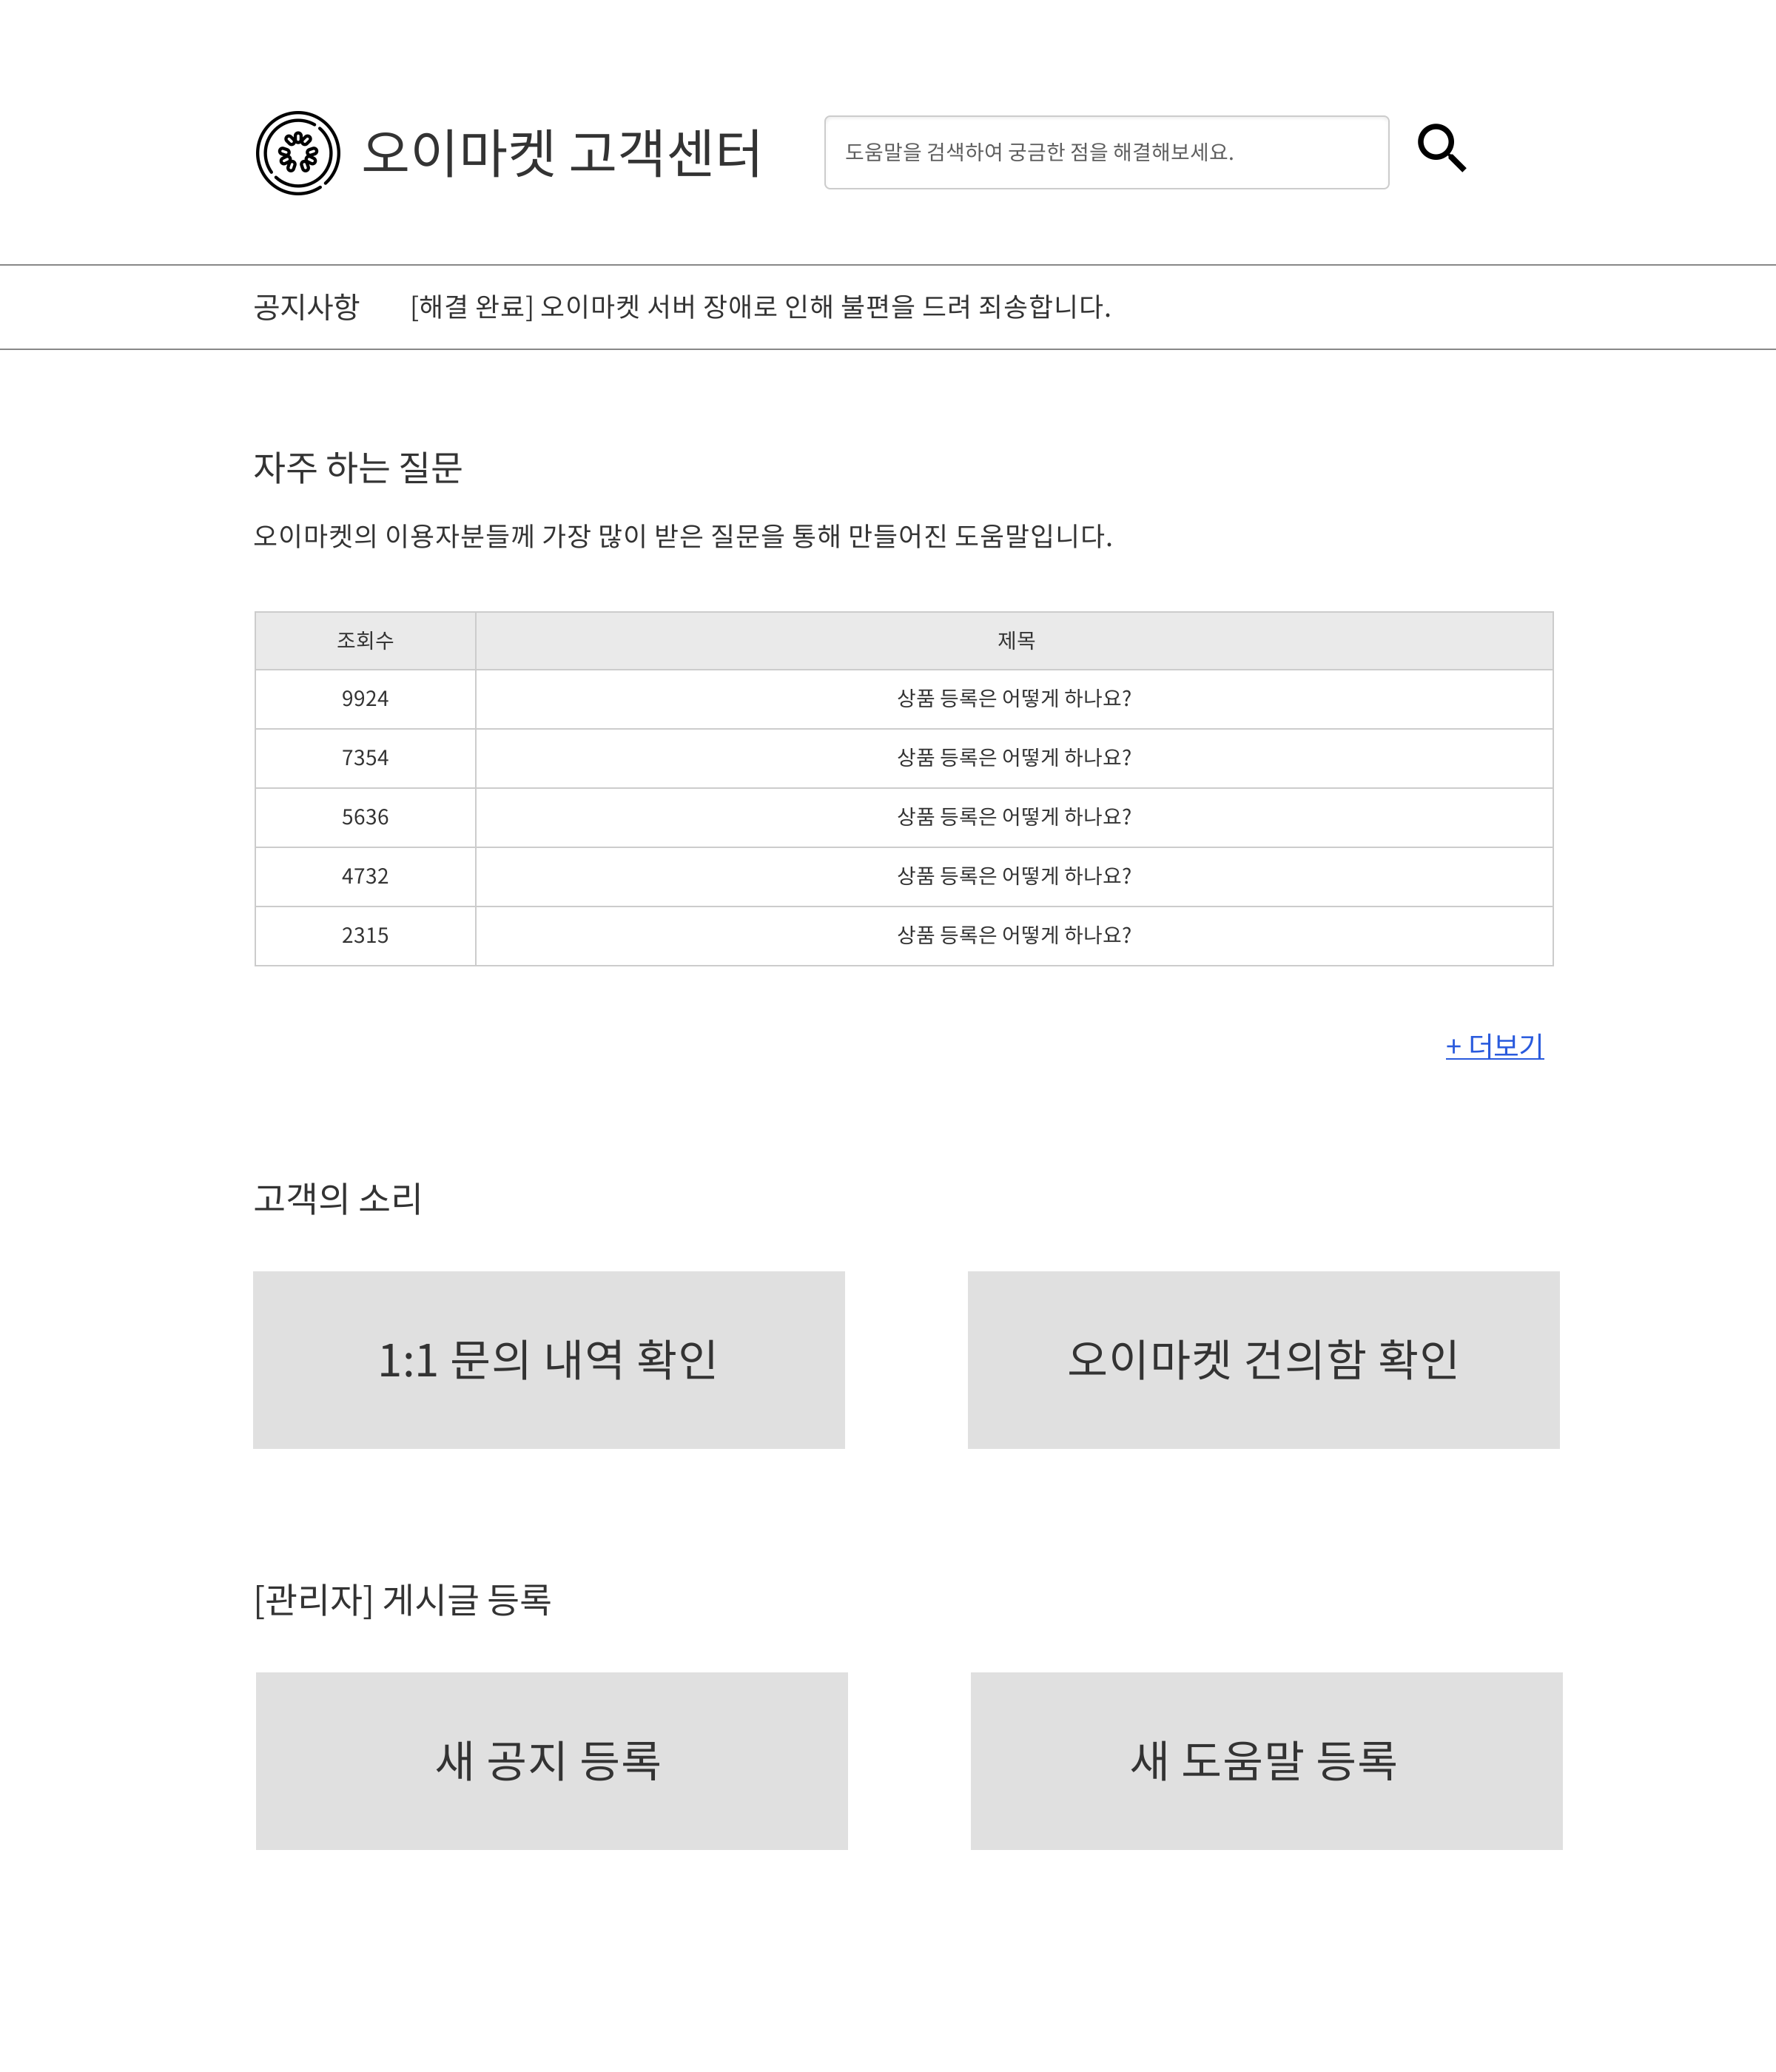 오이마켓 고객센터
도움말을 검색하여 궁금한 점을 해결해보세요.
공지사항 [해결 완료] 오이마켓 서버 장애로 인해 불편을 드려 죄송합니다.
자주 하는 질문
오이마켓의 이용자분들께 가장 많이 받은 질문을 통해 만들어진 도움말입니다.
조회수 제목
9924 상품 등록은 어떻게 하나요?
7354 상품 등록은 어떻게 하나요?
5636 상품 등록은 어떻게 하나요?
4732 상품 등록은 어떻게 하나요?
2315 상품 등록은 어떻게 하나요?
+ 더보기
고객의 소리
1:1 문의 내역 확인
오이마켓 건의함 확인
[관리자] 게시글 등록
새 공지 등록
새 도움말 등록